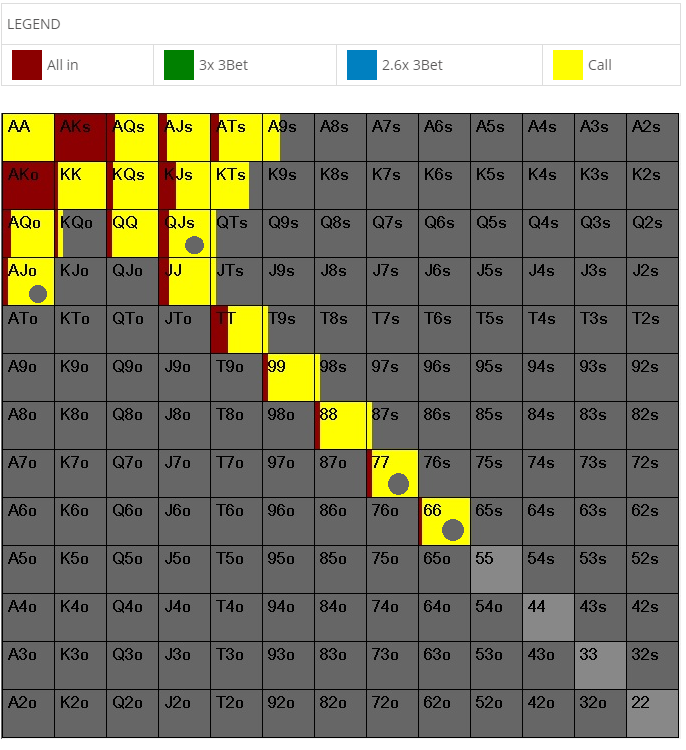 LEGEND
All in 3x 3Bet 2.6x 3Bet Call
AA AKs AQs AJs ATs A9s A8s A7s A6s A5s A4s A3s A2s
AKo KK KQs KJs KTs K9s K8s K7s K6s K5s K4s K3s K2s
AQo KQo QQ QJs QTs Q9s Q8s Q7s Q6s Q5s Q4s Q3s Q2s
AJo KJo QJo JJ JTs J9s J8s J7s J6s J5s J4s J3s J2s
ATo KTo QTo JTo TT T9s T8s T7s T6s T5s T4s T3s T2s
A9o K9o Q9o J9o T9o 99 98s 97s 96s 95s 94s 93s 92s
A8o K8o Q8o J8o T8o 98o 88 87s 86s 85s 84s 83s 82s
A7o K7o Q7o J7o T7o 97o 87o 77 76s 75s 74s 73s 72s
A6o K6o Q6o J6o T6o 96o 86o 76o 66 65s 64s 63s 62s
A5o K5o Q5o J5o T5o 95o 85o 75o 65o 55 54s 53s 52s
A4o K4o Q4o J4o T4o 94o 84o 74o 64o 54o 44 43s 42s
A3o K3o Q3o J3o T3o 93o 83o 73o 63o 53o 43o 33 32s
A2o K2o Q2o J2o T2o 92o 82o 72o 62o 52o 42o 32o 22